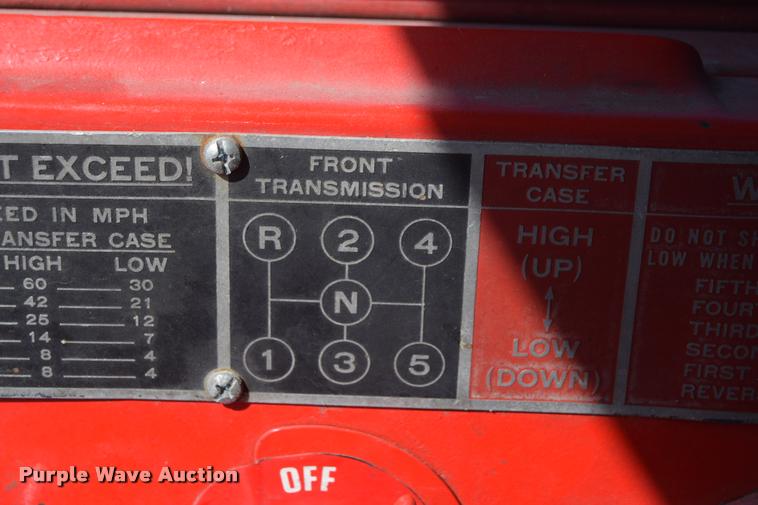 T EXCEED!
EED IN MPH
ANSFER CASE
HIGH LOW
60 30
42 21
25 12
14 7
8 4
8 4
FRONT
TRANSMISSION
R 2 4
N
1 3 5
TRANSFER
CASE
HIGH
(UP)
LOW
(DOWN)
W
DO NOT SH
LOW WHEN
FIFTH
FOURT
THIRD
SECON
FIRST
REVER
OFF
Purple Wave Auction